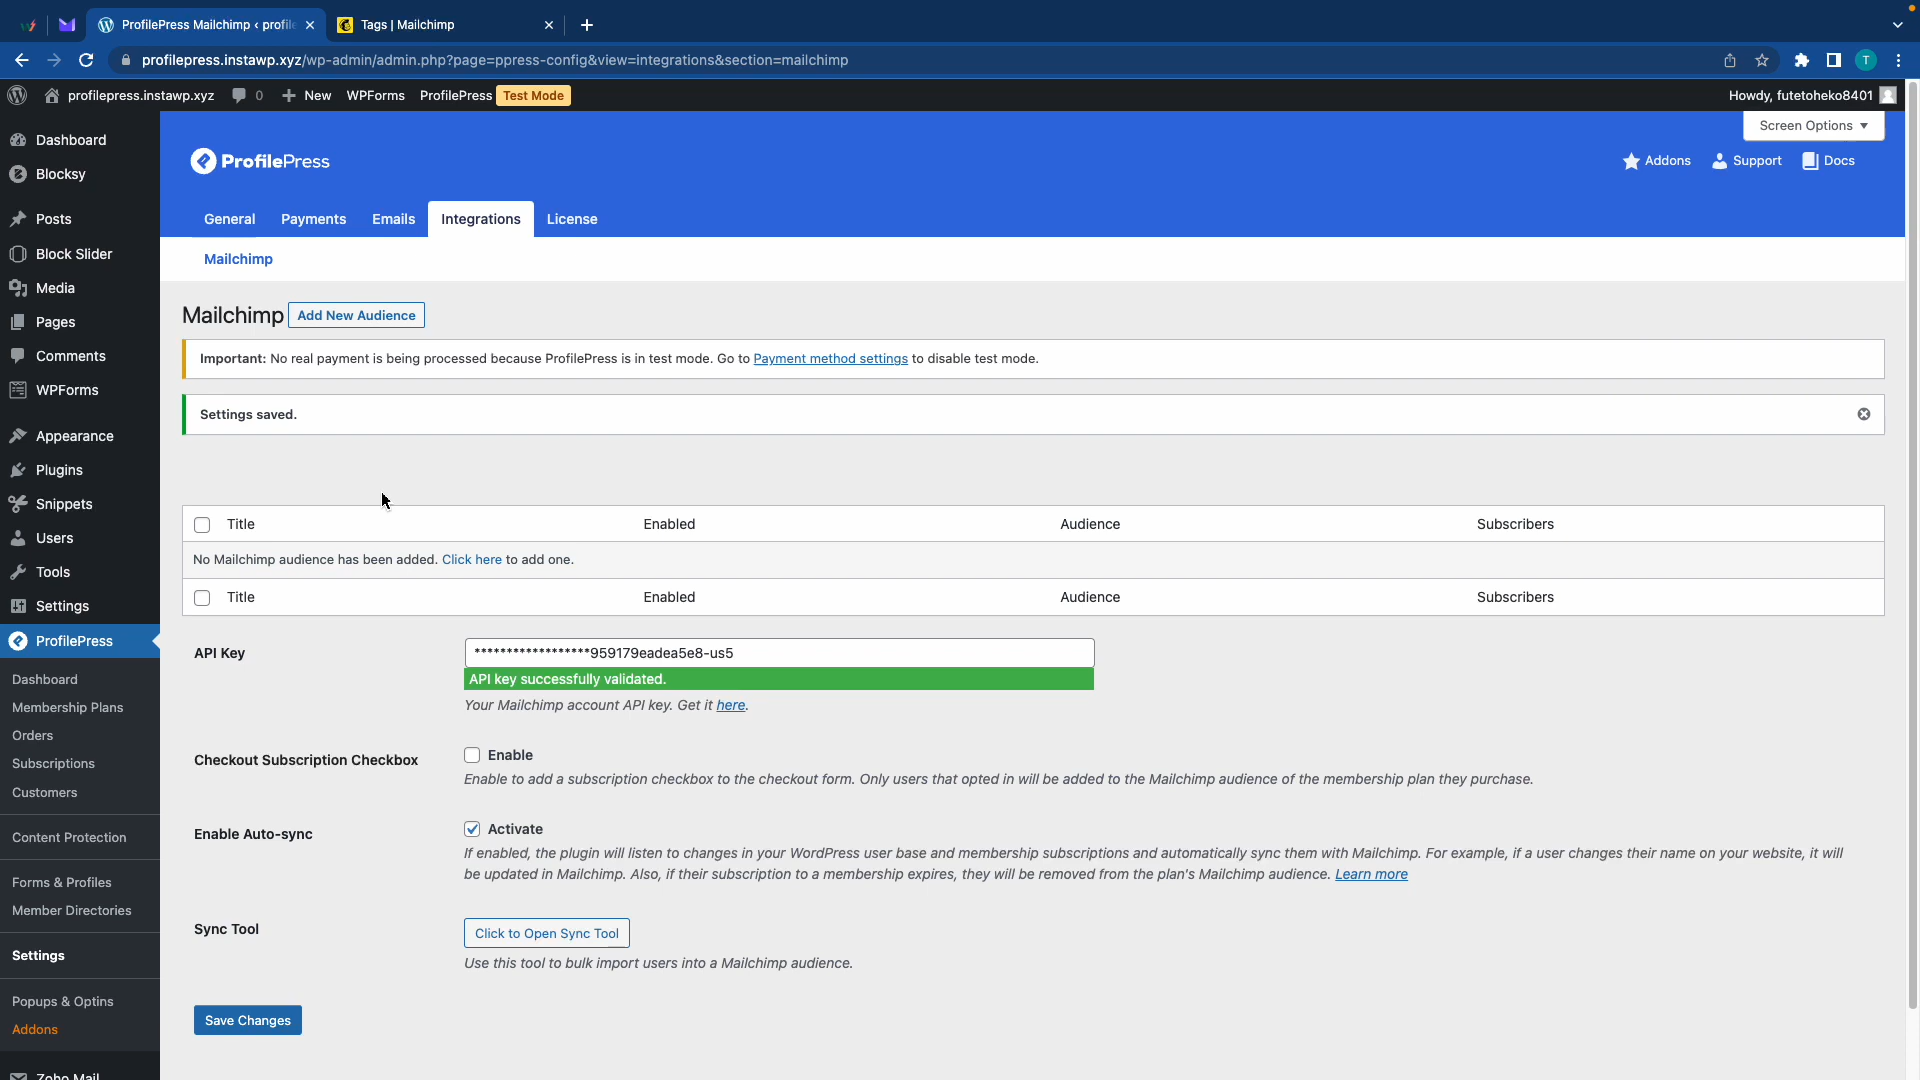 ProfilePress Mailchimp ‹ profile
Tags | Mailchimp
profilepress.instawp.xyz/wp-admin/admin.php?page=ppress-config&view=integrations&section=mailchimp
T
profilepress.instawp.xyz
0
New
WPForms
ProfilePress
Test Mode
Howdy, futetoheko8401
Screen Options
Dashboard
Blocksy
Posts
Block Slider
Media
Pages
Comments
WPForms
Appearance
Plugins
Snippets
Users
Tools
Settings
ProfilePress
Dashboard
Membership Plans
Orders
Subscriptions
Customers
Content Protection
Forms & Profiles
Member Directories
Settings
Popups & Optins
Addons
Zoho Mail
ProfilePress
Addons
Support
Docs
General
Payments
Emails
Integrations
License
Mailchimp
Mailchimp
Add New Audience
Important: No real payment is being processed because ProfilePress is in test mode. Go to Payment method settings to disable test mode.
Settings saved.
Title Enabled Audience Subscribers
No Mailchimp audience has been added. Click here to add one.
Title Enabled Audience Subscribers
API Key
******************959179eadea5e8-us5
API key successfully validated.
Your Mailchimp account API key. Get it here.
Checkout Subscription Checkbox
Enable
Enable to add a subscription checkbox to the checkout form. Only users that opted in will be added to the Mailchimp audience of the membership plan they purchase.
Enable Auto-sync
Activate
If enabled, the plugin will listen to changes in your WordPress user base and membership subscriptions and automatically sync them with Mailchimp. For example, if a user changes their name on your website, it will
be updated in Mailchimp. Also, if their subscription to a membership expires, they will be removed from the plan's Mailchimp audience. Learn more
Sync Tool
Click to Open Sync Tool
Use this tool to bulk import users into a Mailchimp audience.
Save Changes